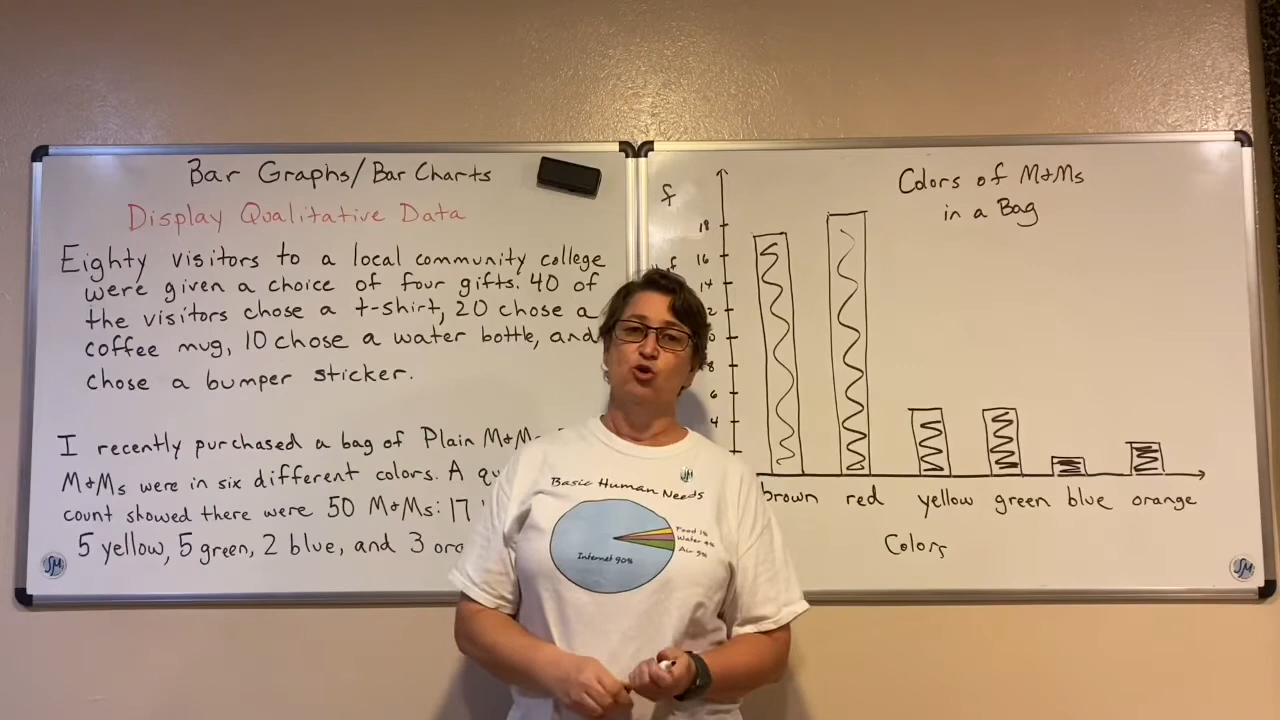 Bar Graphs/Bar Charts
Display Qualitative Data
Eighty visitors to a local community college
were given a choice of four gifts. 40 of
the visitors chose a t-shirt, 20 chose a
coffee mug, 10 chose a water bottle, and
chose a bumper sticker.
I recently purchased a bag of Plain M&Ms
M&Ms were in six different colors. A
count showed there were 50 M&Ms: 17
5 yellow, 5 green, 2 blue, and 3
SM
Colors of M&Ms
in a Bag
f
18
16
14
8
6
4
brown red yellow green blue orange
Colors
SM
Basic Human Needs
Food 1%
Water 4%
Air 5%
Internet 90%